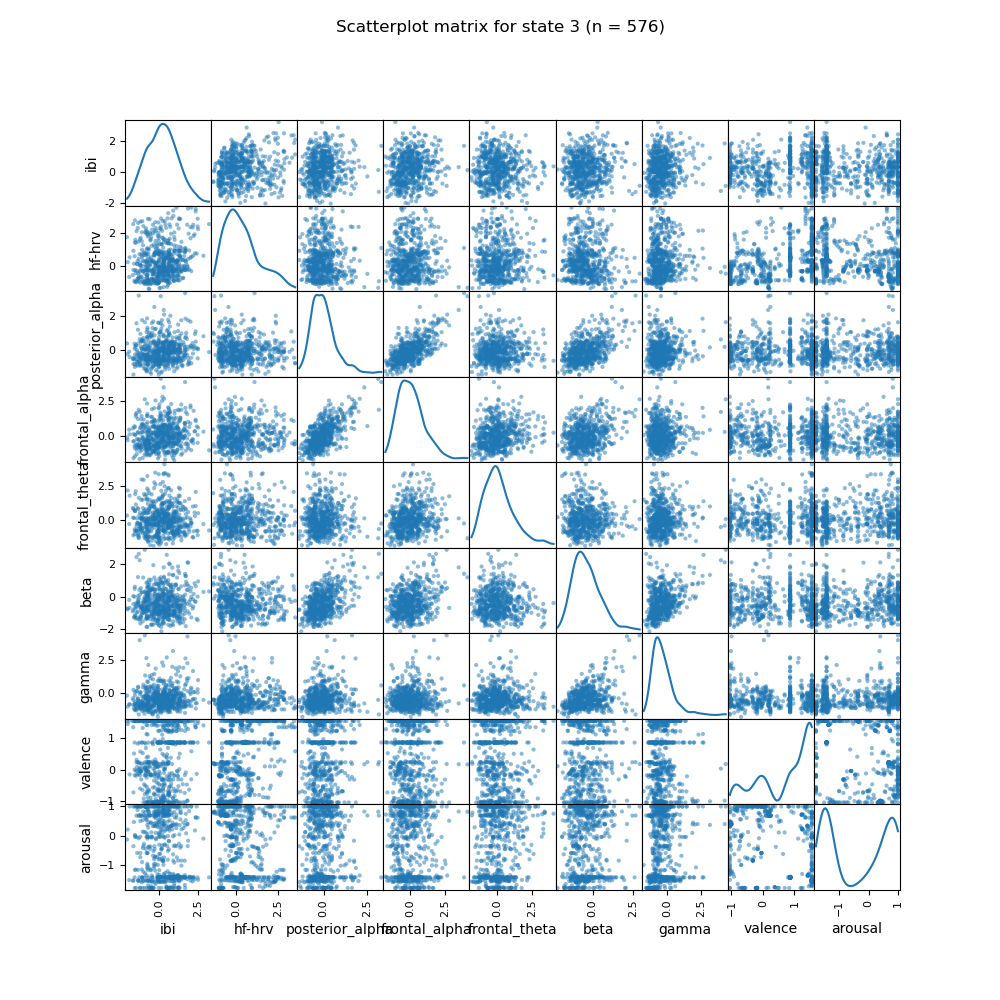 Scatterplot matrix for state 3 (n = 576)
ibi
2
0
−2
hf-hrv
2
0
posterior_alpha
2
0
frontal_alpha
2.5
0.0
frontal_theta
2.5
0.0
beta
2
0
−2
gamma
2.5
0.0
valence
1
0
−1
arousal
1
0
−1
0.0 2.5 0.0 2.5 0.0 2.5 0.0 2.5 0.0 2.5 0.0 2.5 0.0 2.5 −1 0 1 −1 0 1
ibi hf-hrv posterior_alpha frontal_alpha frontal_theta beta gamma valence arousal